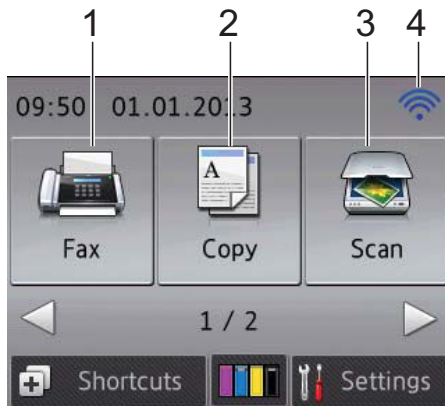 1 2 3 4
09:50 01.01.2013
A
Fax Copy Scan
1 / 2
Shortcuts Settings